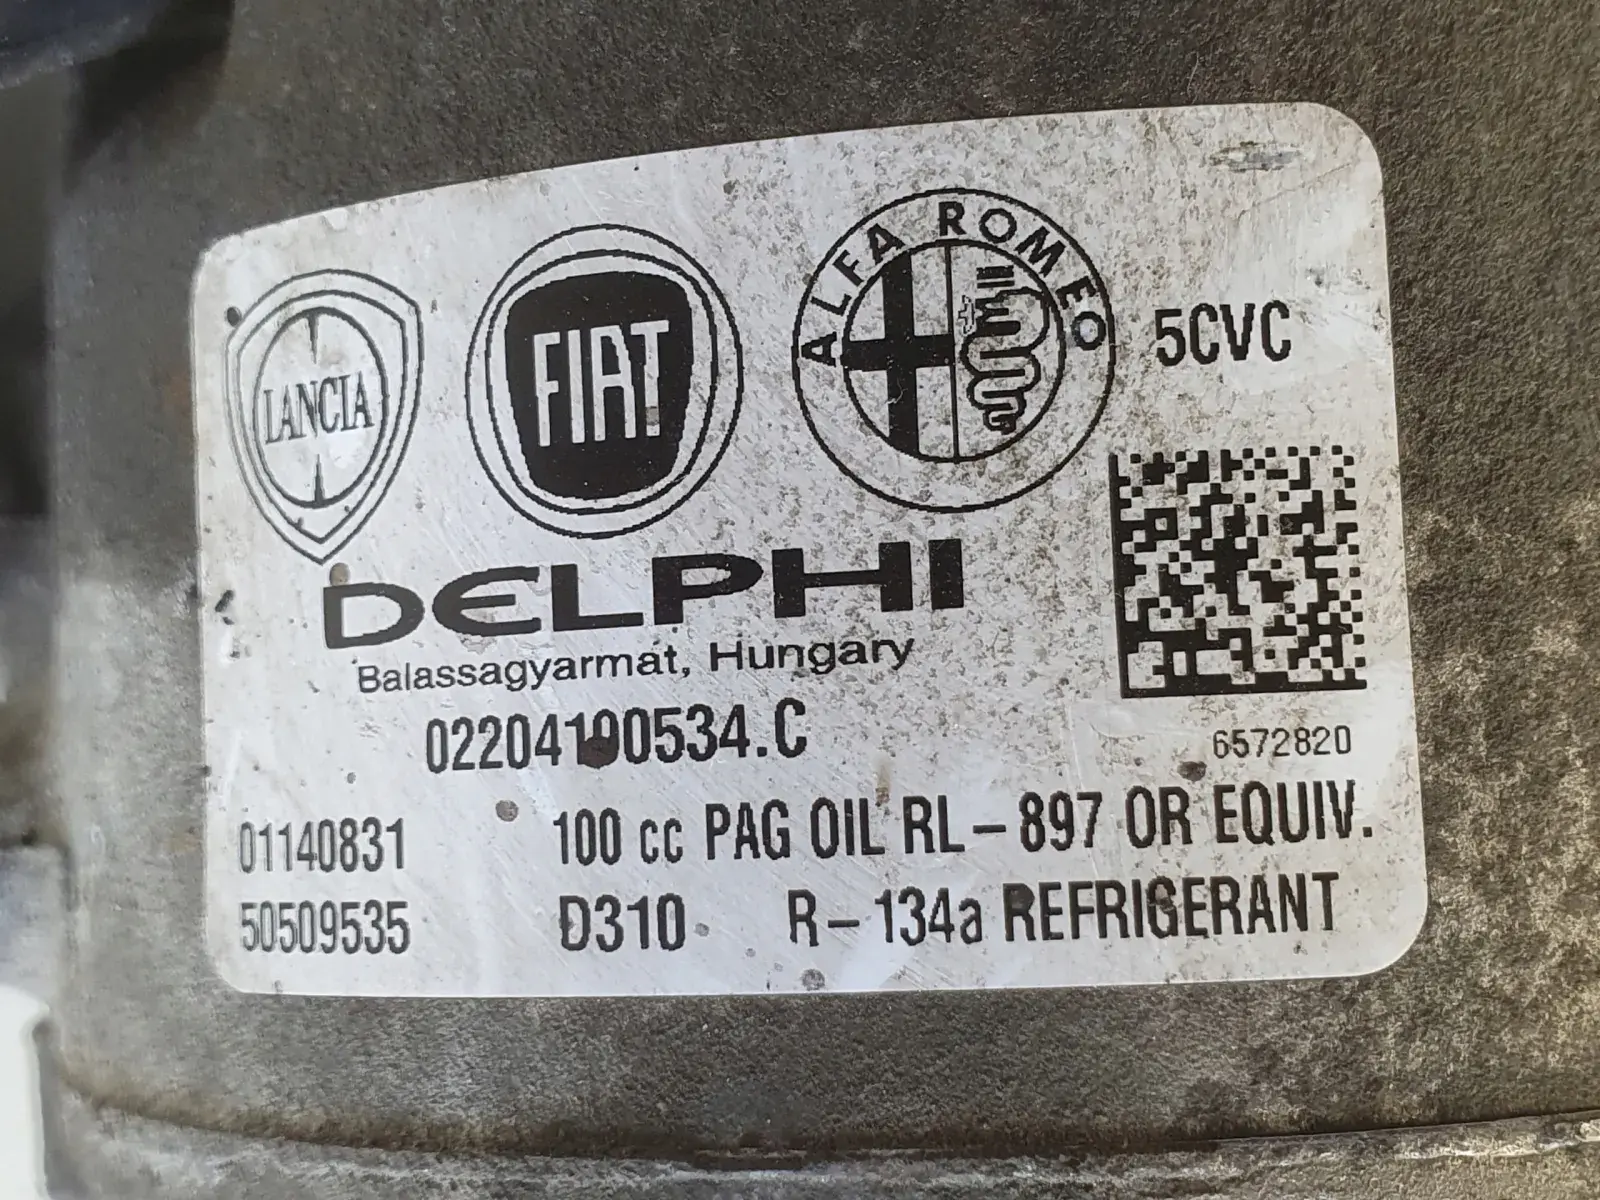 LANCIA
FIAT
ALFA ROMEO
5CVC
DELPHI
Balassagyarmat, Hungary
02204190534.C
6572820
01140831 100 cc PAG OIL RL-897 OR EQUIV.
50509535 D310 R-134a REFRIGERANT